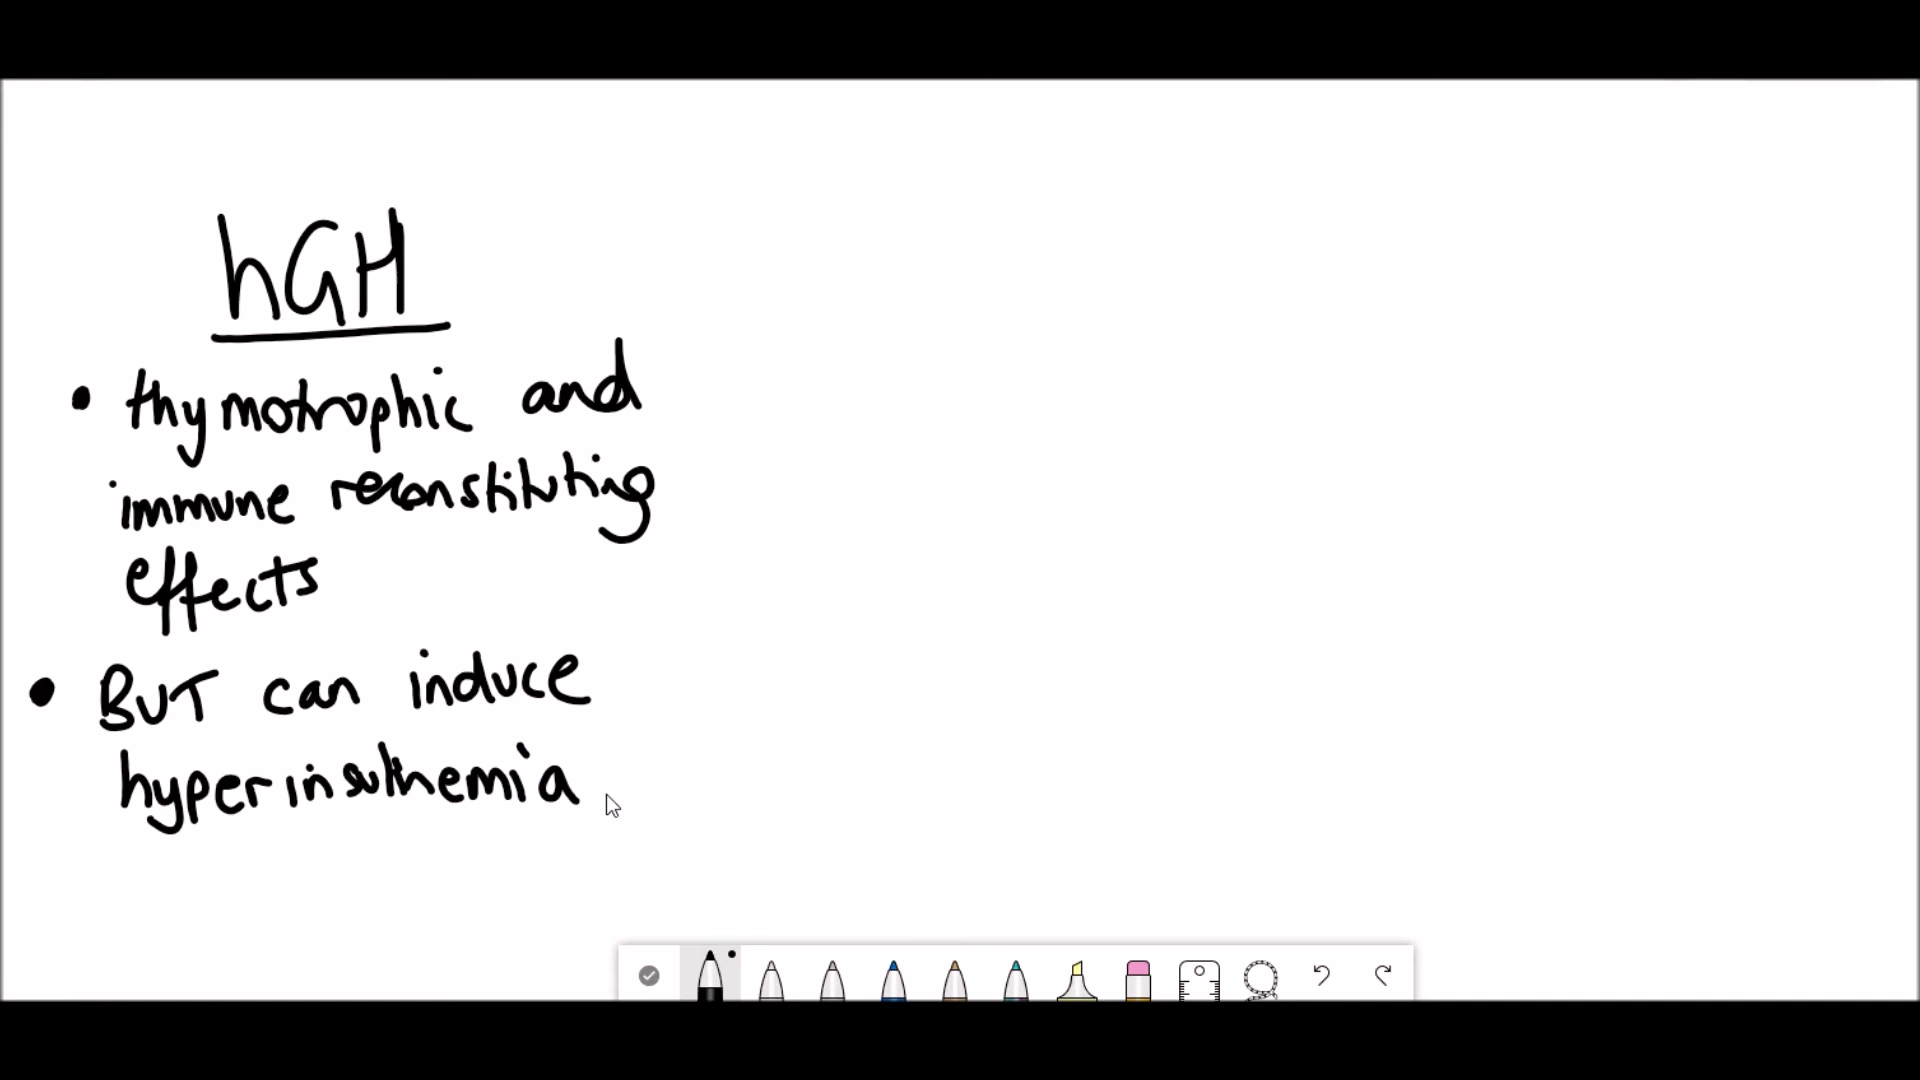 hGH
• thymotrophic and
immune reconstituting
effects
• BUT can induce
hyperinsulinemia